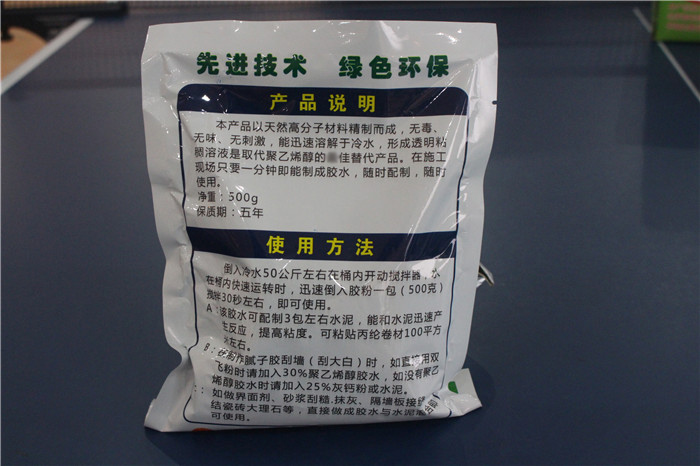 先进技术 绿色环保
产品说明
本产品以天然高分子材料精制而成，无毒、
无味、无刺激，能迅速溶解于冷水，形成透明粘
稠溶液是取代聚乙烯醇的佳替代产品。在施工
现场只要一分钟即能制成胶水，随时配制，随时
使用。
净重：500g
保质期：五年
使用方法
倒入冷水50公斤左右在桶内开动搅拌器，水
在桶内快速运转时，迅速倒入胶粉一包（500克）
搅拌30秒左右，即可使用。
A：该胶水可配制3包左右水泥，能和水泥迅速产
生反应，提高粘度。可粘贴丙纶卷材100平方
米左右。
B：砂制作腻子胶刮墙（刮大白）时，如直接用双
飞粉时请加入30%聚乙烯醇胶水，如没有聚乙
烯醇胶水时请加入25%灰钙粉或水泥。
：如做界面剂、砂浆刮糙.抹灰、隔墙板接
结瓷砖大理石等，直接做成胶水与水泥
可使用。